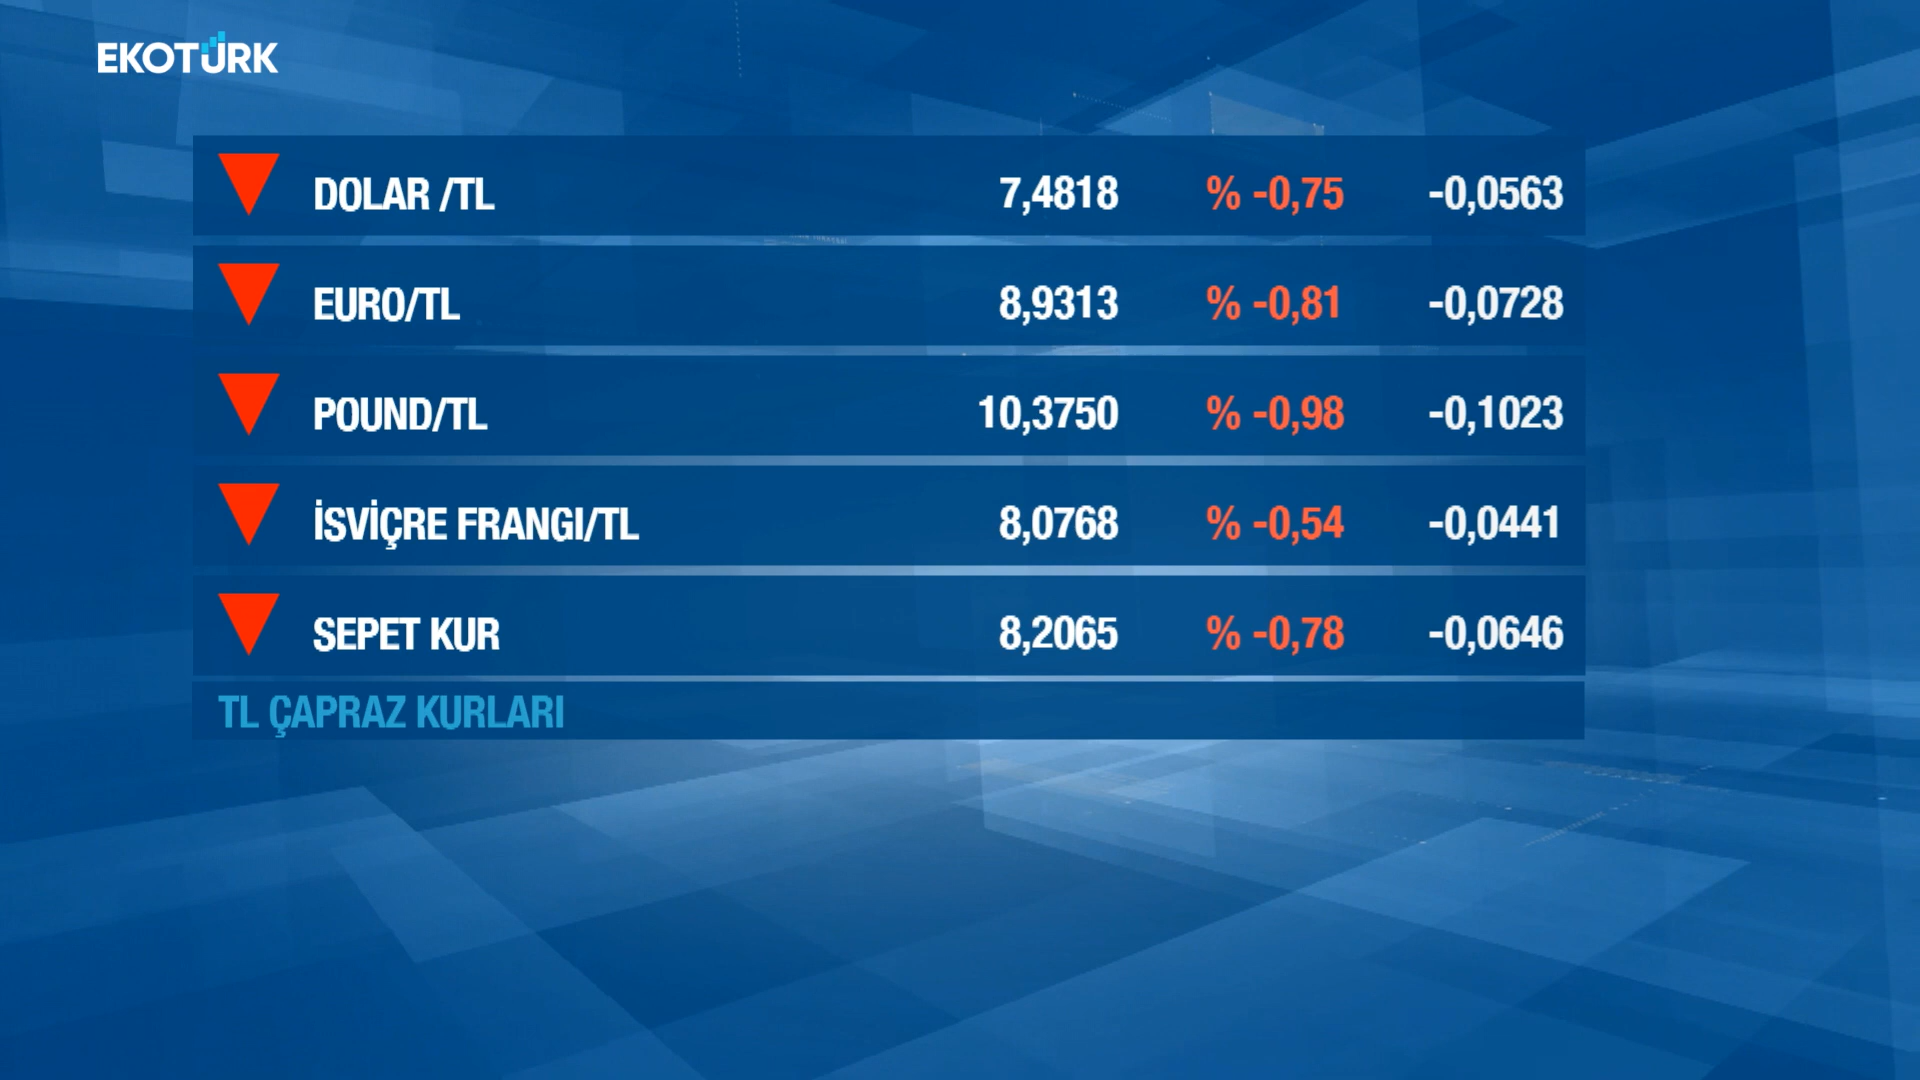 EKOTÜRK
DOLAR /TL 7,4818 % -0,75 -0,0563
EURO/TL 8,9313 % -0,81 -0,0728
POUND/TL 10,3750 % -0,98 -0,1023
İSVİÇRE FRANGI/TL 8,0768 % -0,54 -0,0441
SEPET KUR 8,2065 % -0,78 -0,0646
TL ÇAPRAZ KURLARI